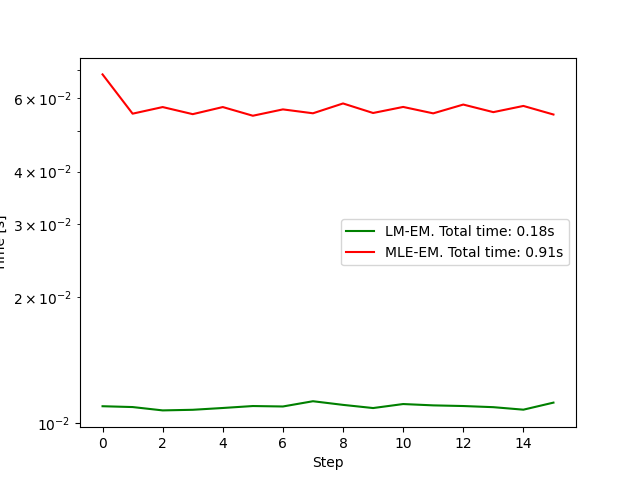 6 × 10⁻²
4 × 10⁻²
3 × 10⁻²
2 × 10⁻²
10⁻²
Time [s]
LM-EM. Total time: 0.18s
MLE-EM. Total time: 0.91s
0 2 4 6 8 10 12 14
Step